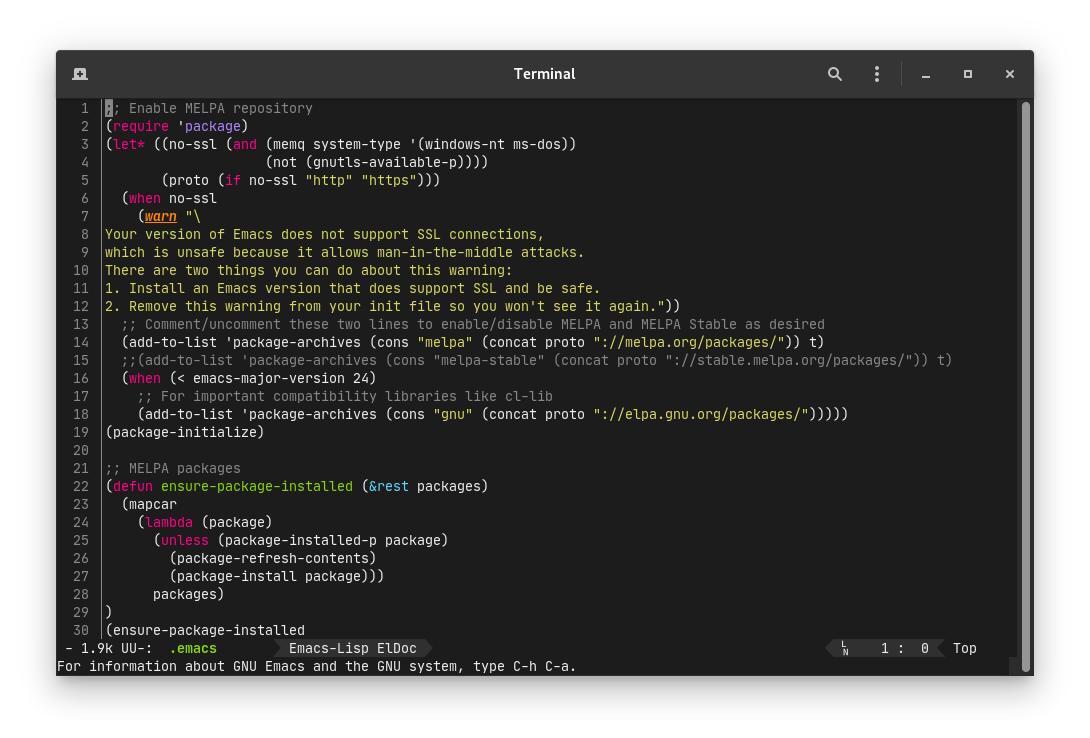 Terminal
1 ;; Enable MELPA repository
2 (require 'package)
3 (let* ((no-ssl (and (memq system-type '(windows-nt ms-dos))
4                     (not (gnutls-available-p))))
5        (proto (if no-ssl "http" "https")))
6   (when no-ssl
7     (warn "\
8 Your version of Emacs does not support SSL connections,
9 which is unsafe because it allows man-in-the-middle attacks.
10 There are two things you can do about this warning:
11 1. Install an Emacs version that does support SSL and be safe.
12 2. Remove this warning from your init file so you won't see it again."))
13   ;; Comment/uncomment these two lines to enable/disable MELPA and MELPA Stable as desired
14   (add-to-list 'package-archives (cons "melpa" (concat proto "://melpa.org/packages/")) t)
15   ;;(add-to-list 'package-archives (cons "melpa-stable" (concat proto "://stable.melpa.org/packages/")) t)
16   (when (< emacs-major-version 24)
17     ;; For important compatibility libraries like cl-lib
18     (add-to-list 'package-archives (cons "gnu" (concat proto "://elpa.gnu.org/packages/")))))
19 (package-initialize)
20
21 ;; MELPA packages
22 (defun ensure-package-installed (&rest packages)
23   (mapcar
24     (lambda (package)
25       (unless (package-installed-p package)
26         (package-refresh-contents)
27         (package-install package)))
28       packages)
29 )
30 (ensure-package-installed
- 1.9k UU-:  .emacs  Emacs-Lisp ElDoc  LN  1 :  0  Top
For information about GNU Emacs and the GNU system, type C-h C-a.